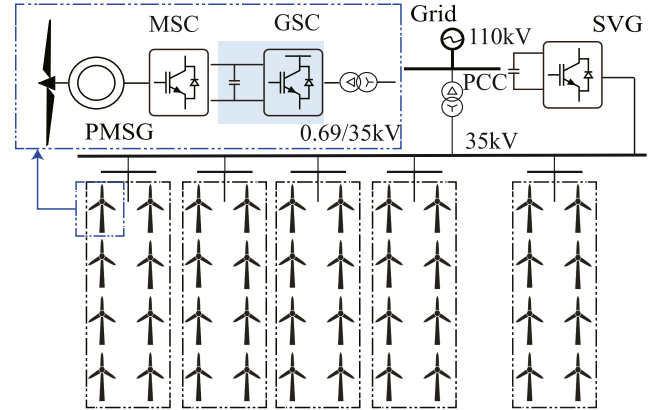 MSC
GSC
Grid
110kV
SVG
PCC
PMSG
0.69/35kV
35kV